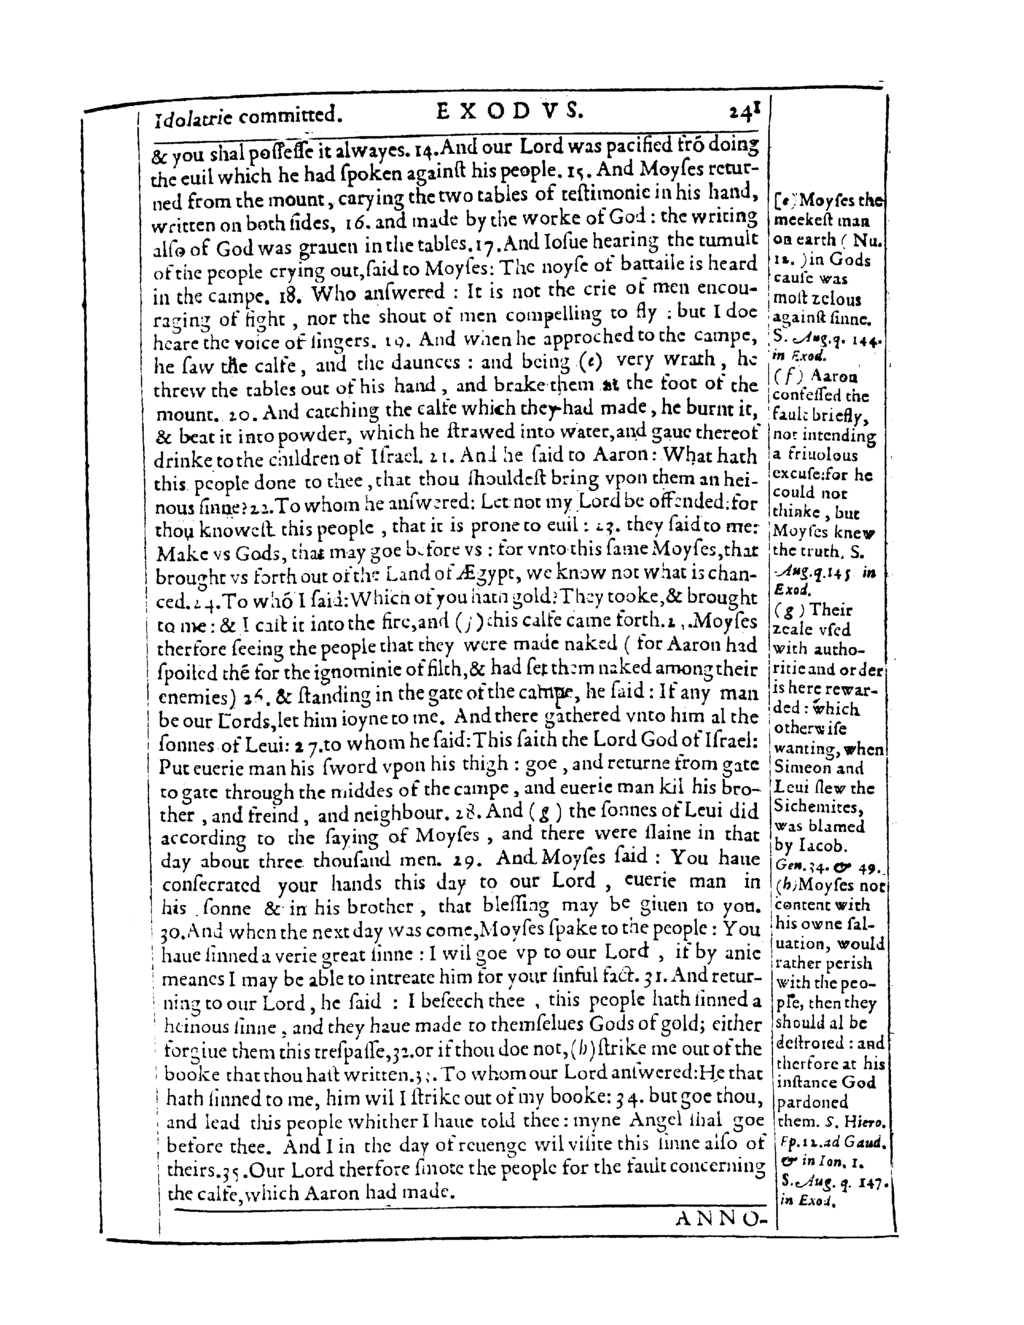 Idolatrie committed. EXODVS. 241
& you shal poſſeſſe it alwayes. 14. And our Lord was pacified frõ doing
the euil which he had ſpoken againſt his people. 15. And Moyſes retur-
ned from the mount, carying the two tables of teſtimonie in his hand,
written on both ſides, 16. and made by the worke of God: the writing
alſo of God was grauen in the tables. 17. And Ioſue hearing the tumult
of the people crying out, ſaid to Moyſes: The noyſe of battaile is heard
in the campe. 18. Who anſwered : It is not the crie of men encou-
raging of fight, nor the shout of men compelling to fly : but I doe
heare the voice of ſingers. 19. And when he approched to the campe,
he ſaw the calfe, and the daunces : and being (e) very wrath, he
threw the tables out of his hand, and brake them at the foot of the
mount. 20. And catching the calfe which they had made, he burnt it,
& beat it into powder, which he ſtrawed into water, and gaue thereof
drinke to the children of Iſrael. 21. And he ſaid to Aaron: What hath
this people done to thee, that thou ſhouldeſt bring vpon them an hei-
nous ſinne? 22. To whom he anſwered: Let not my Lord be offended: for
thou knoweſt this people, that it is prone to euil: 23. they ſaid to me:
Make vs Gods, that may goe before vs : for vnto this ſame Moyſes, that
brought vs forth out of the Land of Ægypt, we know not what is chan-
ced. 24. To whõ I ſaid: Which of you hath gold? They tooke, & brought
to me: & I caſt it into the fire, and (f) this calfe came forth. 25. Moyſes
therfore ſeeing the people that they were made naked ( for Aaron had
ſpoiled thẽ for the ignominie of filth, & had ſet them naked among their
enemies) 26. & ſtanding in the gate of the campe, he ſaid: If any man
be our Lords, let him ioyne to me. And there gathered vnto him al the
ſonnes of Leui: 27. to whom he ſaid: This ſaith the Lord God of Iſrael:
Put euerie man his ſword vpon his thigh : goe, and returne from gate
to gate through the middes of the campe, and euerie man kil his bro-
ther, and freind, and neighbour. 28. And (g) the ſonnes of Leui did
according to the ſaying of Moyſes, and there were ſlaine in that
day about three thouſand men. 29. And Moyſes ſaid : You haue
conſecrated your hands this day to our Lord, euerie man in
his ſonne & in his brother, that bleſſing may be giuen to you.
30. And when the next day was come, Moyſes ſpake to the people : You
haue ſinned a verie great ſinne : I wil goe vp to our Lord, if by anie
meanes I may be able to intreate him for your ſinful fact. 31. And retur-
ning to our Lord, he ſaid : I beſeech thee, this people hath ſinned a
heinous ſinne, and they haue made to themſelues Gods of gold; either
forgiue them this treſpaſſe, 32. or if thou doe not, (h) ſtrike me out of the
booke that thou haſt written. 33. To whom our Lord anſwered: He that
hath ſinned to me, him wil I ſtrike out of my booke: 34. but goe thou,
and lead this people whither I haue told thee: myne Angel ſhal goe
before thee. And I in the day of reuenge wil viſite this ſinne alſo of
theirs. 35. Our Lord therfore ſmote the people for the fault concerning
the calfe, which Aaron had made.
ANNO-
(e) Moyſes the
meekeſt man
on earth (Nu.
12.) in Gods
cauſe was
moſt zelous
againſt ſinne.
S. Aug. q. 144.
in Exod.
(f) Aaron
confeſſed the
fault briefly,
not intending
a friuolous
excuſe: for he
could not
thinke, but
Moyſes knew
the truth. S.
Aug. q. 145 in
Exod.
(g) Their
zeale vſed
with autho-
ritie and order
is here rewar-
ded: which
otherwiſe
wanting, when
Simeon and
Leui ſlew the
Sichemites,
was blamed
by Iacob.
Gen. 34. & 49.
(h) Moyſes not
content with
his owne ſal-
uation, would
rather perish
with the peo-
ple, then they
should al be
deſtroied: and
therfore at his
inſtance God
pardoned
them. S. Hiero.
Ep. 12. ad Gaud.
& in Ion. 1.
S. Aug. q. 147.
in Exod.